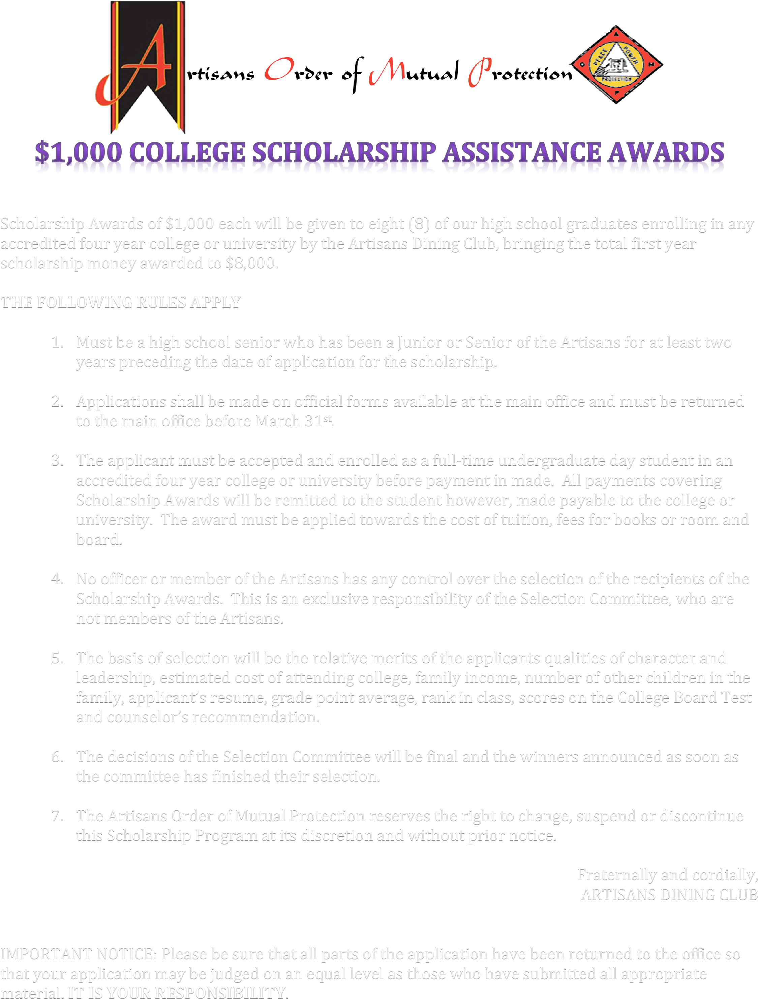 Artisans Order of Mutual Protection
A
O
M
P
PEACE
POWER
PROTECTION
$1,000 COLLEGE SCHOLARSHIP ASSISTANCE AWARDS
Scholarship Awards of $1,000 each will be given to eight (8) of our high school graduates enrolling in any
accredited four year college or university by the Artisans Dining Club, bringing the total first year
scholarship money awarded to $8,000.
THE FOLLOWING RULES APPLY
1. Must be a high school senior who has been a Junior or Senior of the Artisans for at least two
years preceding the date of application for the scholarship.
2. Applications shall be made on official forms available at the main office and must be returned
to the main office before March 31st.
3. The applicant must be accepted and enrolled as a full-time undergraduate day student in an
accredited four year college or university before payment in made. All payments covering
Scholarship Awards will be remitted to the student however, made payable to the college or
university. The award must be applied towards the cost of tuition, fees for books or room and
board.
4. No officer or member of the Artisans has any control over the selection of the recipients of the
Scholarship Awards. This is an exclusive responsibility of the Selection Committee, who are
not members of the Artisans.
5. The basis of selection will be the relative merits of the applicants qualities of character and
leadership, estimated cost of attending college, family income, number of other children in the
family, applicant’s resume, grade point average, rank in class, scores on the College Board Test
and counselor’s recommendation.
6. The decisions of the Selection Committee will be final and the winners announced as soon as
the committee has finished their selection.
7. The Artisans Order of Mutual Protection reserves the right to change, suspend or discontinue
this Scholarship Program at its discretion and without prior notice.
Fraternally and cordially,
ARTISANS DINING CLUB
IMPORTANT NOTICE: Please be sure that all parts of the application have been returned to the office so
that your application may be judged on an equal level as those who have submitted all appropriate
material. IT IS YOUR RESPONSIBILITY.